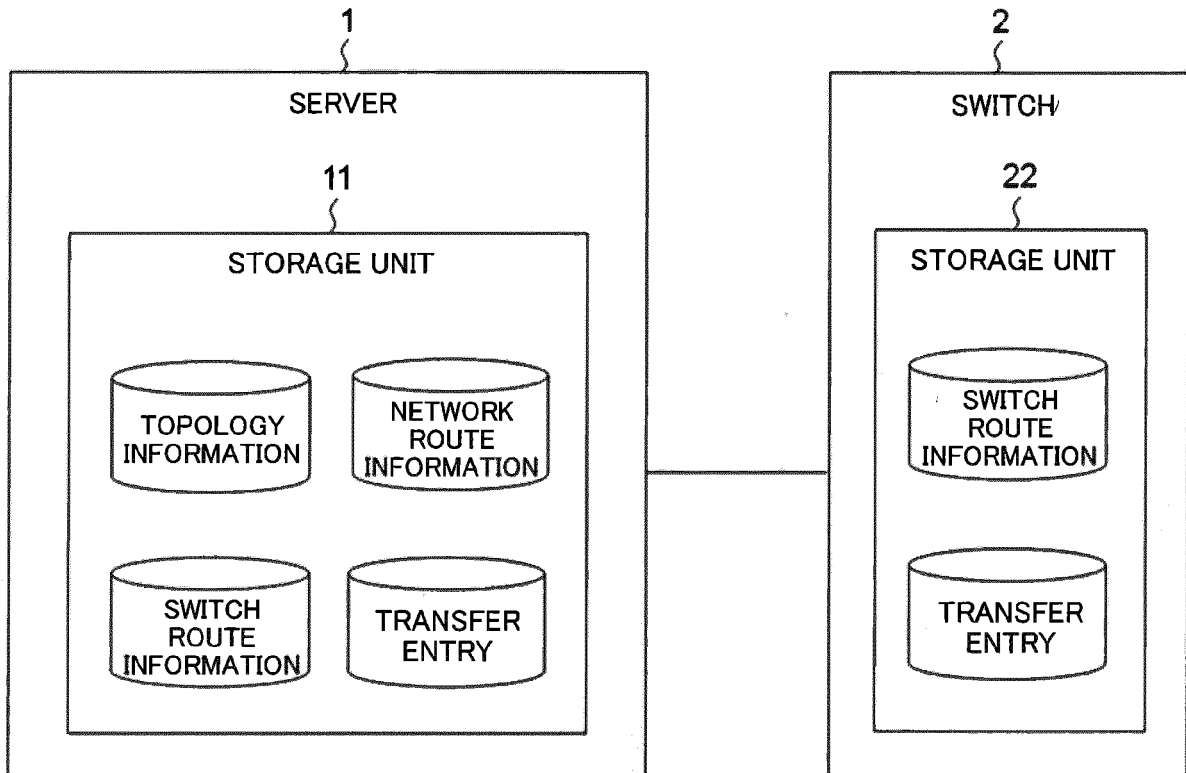 1
2
SERVER
SWITCH
11
22
STORAGE UNIT
STORAGE UNIT
TOPOLOGY
INFORMATION
NETWORK
ROUTE
INFORMATION
SWITCH
ROUTE
INFORMATION
SWITCH
ROUTE
INFORMATION
TRANSFER
ENTRY
TRANSFER
ENTRY